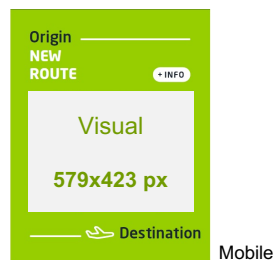 Origin
NEW
ROUTE
+ INFO
Visual
579x423 px
Destination
Mobile